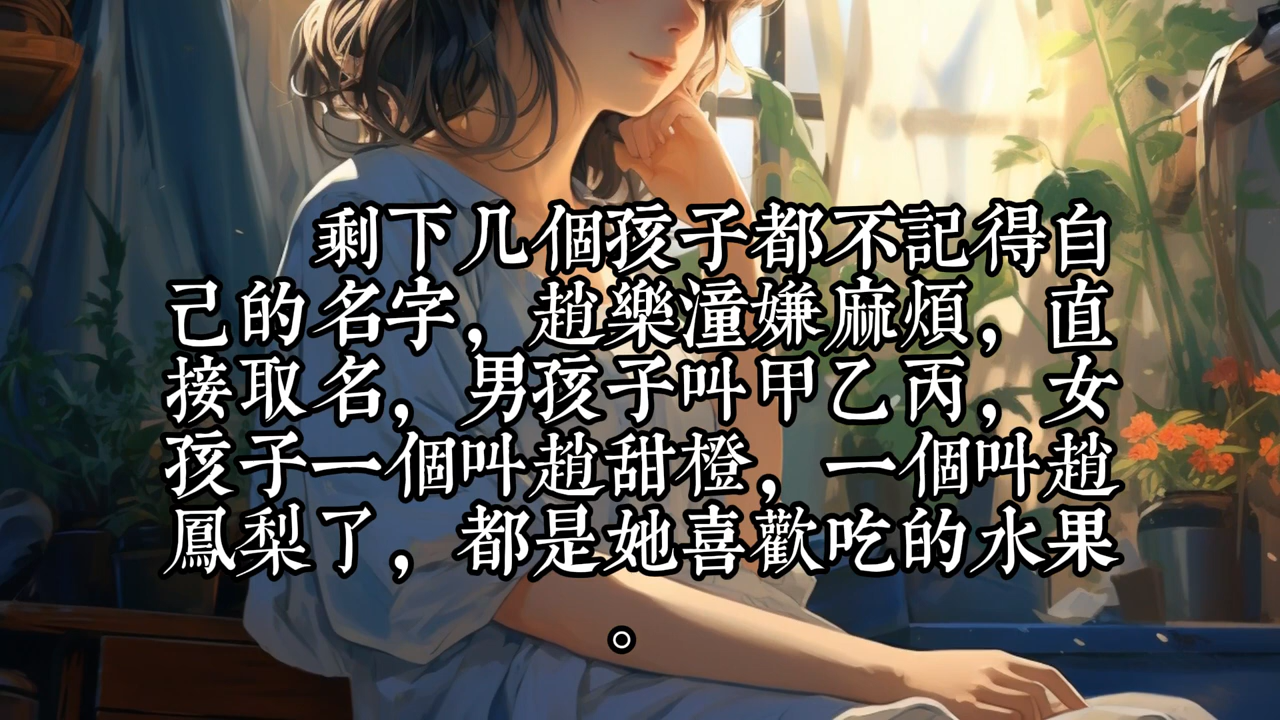 剩下几個孩子都不記得自
己的名字，趙樂潼嫌麻煩，直
接取名，男孩子叫甲乙丙，女
孩子一個叫趙甜橙，一個叫趙
鳳梨了，都是她喜歡吃的水果
。